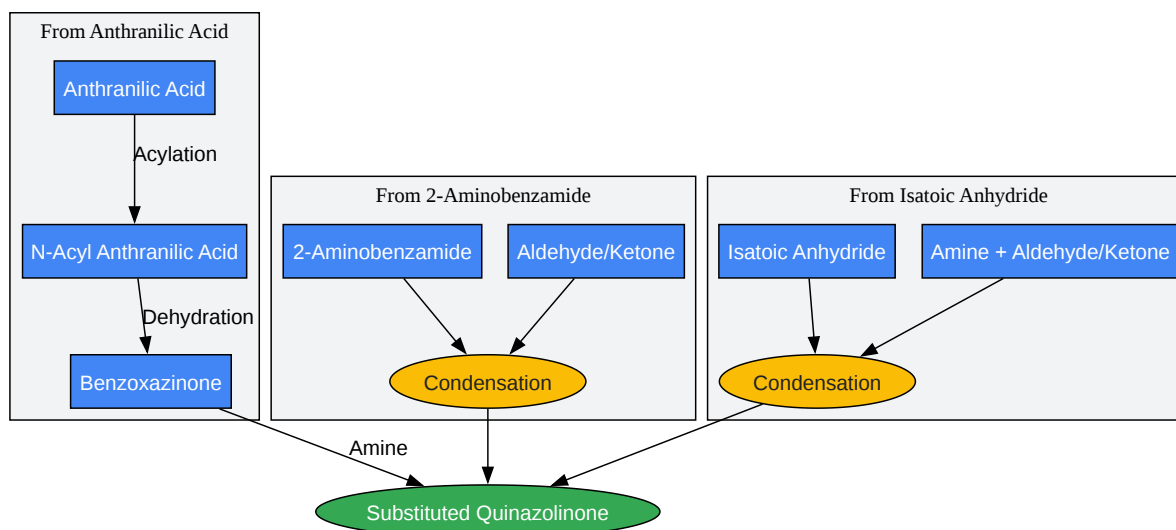 From Anthranilic Acid
Anthranilic Acid
Acylation
N-Acyl Anthranilic Acid
Dehydration
Benzoxazinone
Amine
From 2-Aminobenzamide
2-Aminobenzamide
Aldehyde/Ketone
Condensation
From Isatoic Anhydride
Isatoic Anhydride
Amine + Aldehyde/Ketone
Condensation
Substituted Quinazolinone